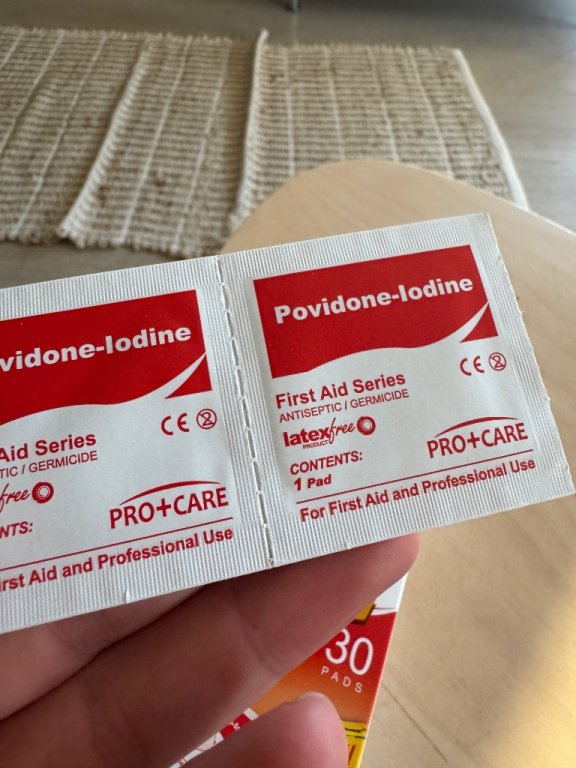 vidone-Iodine
Aid Series
TIC / GERMICIDE
free
NTS:
PRO+CARE
irst Aid and Professional Use
Povidone-Iodine
First Aid Series
ANTISEPTIC / GERMICIDE
latexfree
PRODUCT
CONTENTS:
1 Pad
PRO+CARE
For First Aid and Professional Use
CE 2
CE 2
30
PADS